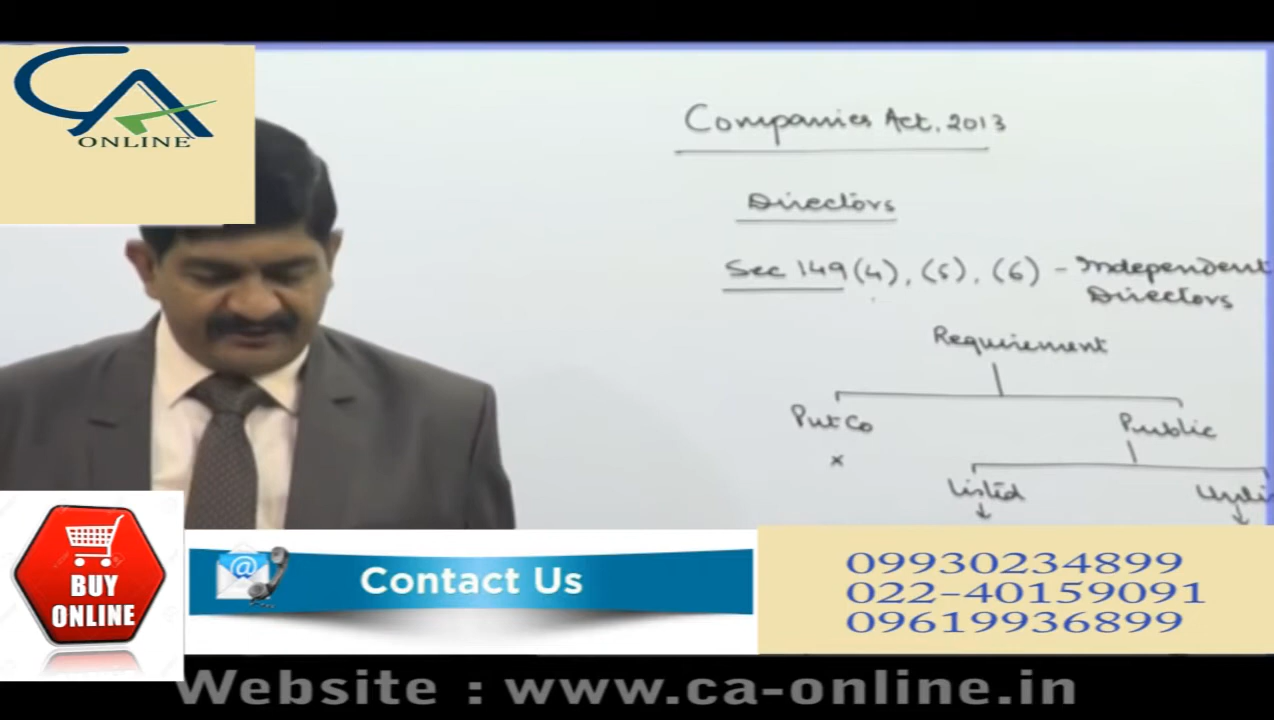 CA
ONLINE
Companies Act, 2013
Directors
Sec 149 (4), (5), (6) - Independent
Directors
Requirement
Pvt Co
Public
x
Listed
Unlis
BUY
ONLINE
Contact Us
09930234899
022-40159091
09619936899
Website : www.ca-online.in